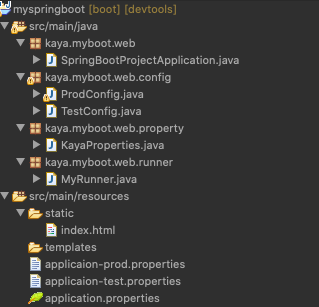 myspringboot [boot] [devtools]
src/main/java
kaya.myboot.web
SpringBootProjectApplication.java
kaya.myboot.web.config
ProdConfig.java
TestConfig.java
kaya.myboot.web.property
KayaProperties.java
kaya.myboot.web.runner
MyRunner.java
src/main/resources
static
index.html
templates
applicaion-prod.properties
applicaion-test.properties
application.properties